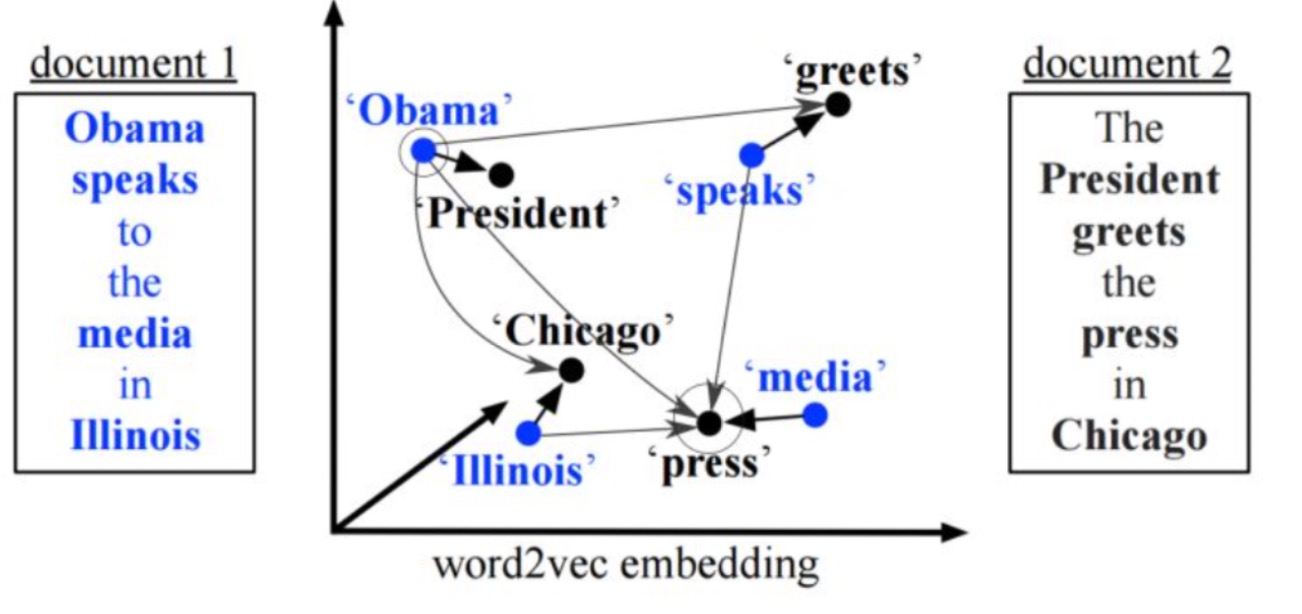 document 1
Obama
speaks
to
the
media
in
Illinois
‘Obama’
‘President’
‘greets’
‘speaks’
‘Chicago’
‘media’
‘Illinois’
‘press’
word2vec embedding
document 2
The
President
greets
the
press
in
Chicago